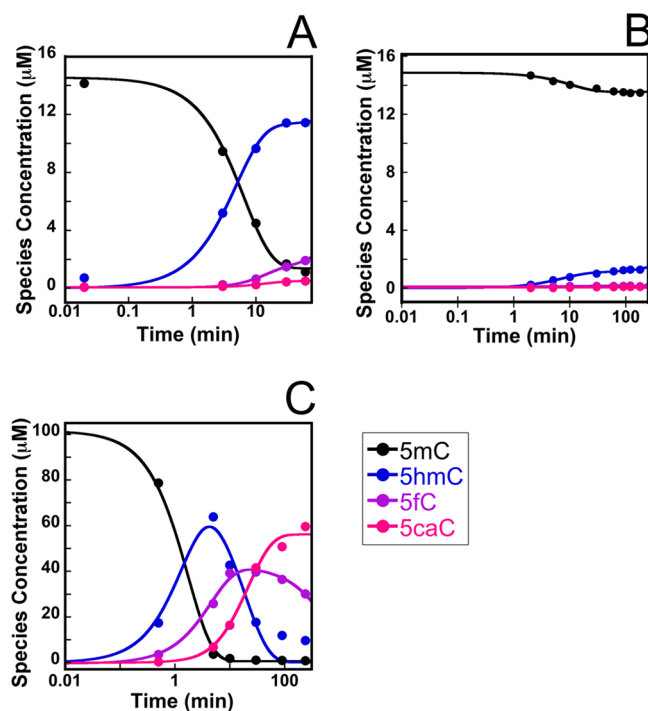 A
Species Concentration (μM)
16
12
8
4
0
0.01
0.1
1
10
Time (min)
B
Species Concentration (μM)
16
12
8
4
0
0.01
0.1
1
10
100
Time (min)
C
Species Concentration (μM)
100
80
60
40
20
0
0.01
1
100
Time (min)
5mC
5hmC
5fC
5caC